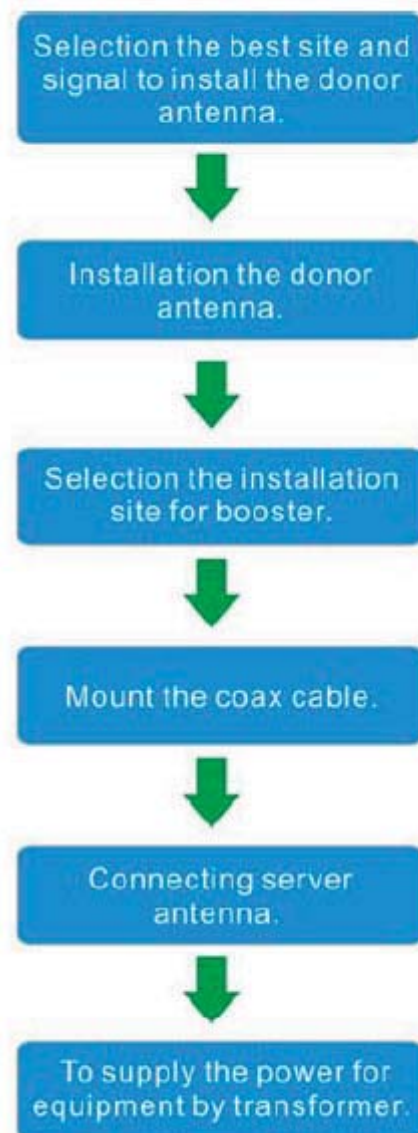 Selection the best site and
signal to install the donor
antenna.
Installation the donor
antenna.
Selection the installation
site for booster.
Mount the coax cable.
Connecting server
antenna.
To supply the power for
equipment by transformer.